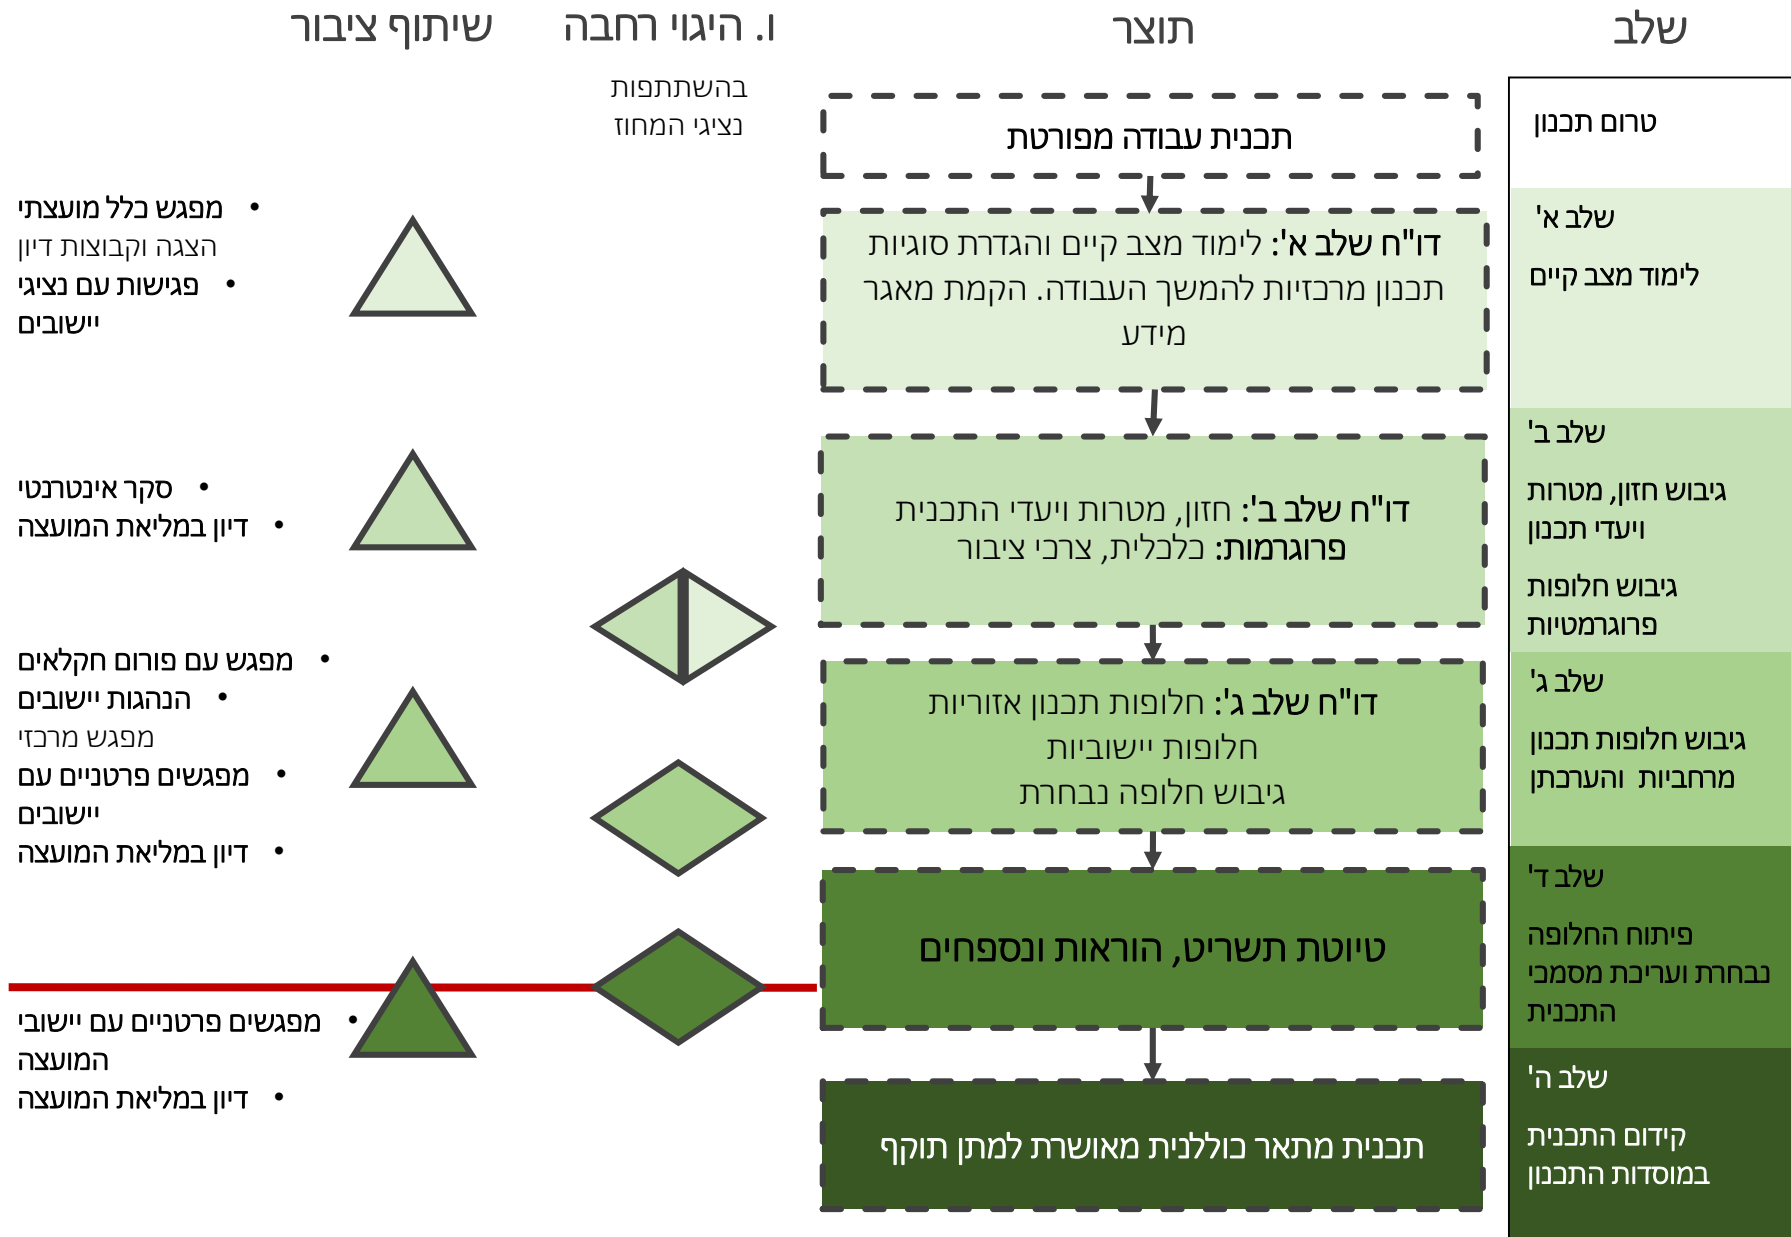 שלב
תוצר
ו. היגוי רחבה
שיתוף ציבור
בהשתתפות
נציגי המחוז
טרום תכנון
תכנית עבודה מפורטת
שלב א'
לימוד מצב קיים
דו"ח שלב א': לימוד מצב קיים והגדרת סוגיות
תכנון מרכזיות להמשך העבודה. הקמת מאגר
מידע
• מפגש כלל מועצתי
הצגה וקבוצות דיון
• פגישות עם נציגי
יישובים
שלב ב'
גיבוש חזון, מטרות
ויעדי תכנון
גיבוש חלופות
פרוגרמטיות
דו"ח שלב ב': חזון, מטרות ויעדי התכנית
פרוגרמות: כלכלית, צרכי ציבור
• סקר אינטרנטי
• דיון במליאת המועצה
שלב ג'
גיבוש חלופות תכנון
מרחביות והערכתן
דו"ח שלב ג': חלופות תכנון אזוריות
חלופות יישוביות
גיבוש חלופה נבחרת
• מפגש עם פורום חקלאים
• הנהגות יישובים
מפגש מרכזי
• מפגשים פרטניים עם
יישובים
• דיון במליאת המועצה
שלב ד'
פיתוח החלופה
נבחרת ועריכת מסמכי
התכנית
טיוטת תשריט, הוראות ונספחים
• מפגשים פרטניים עם יישובי
המועצה
• דיון במליאת המועצה
שלב ה'
קידום התכנית
במוסדות התכנון
תכנית מתאר כוללנית מאושרת למתן תוקף